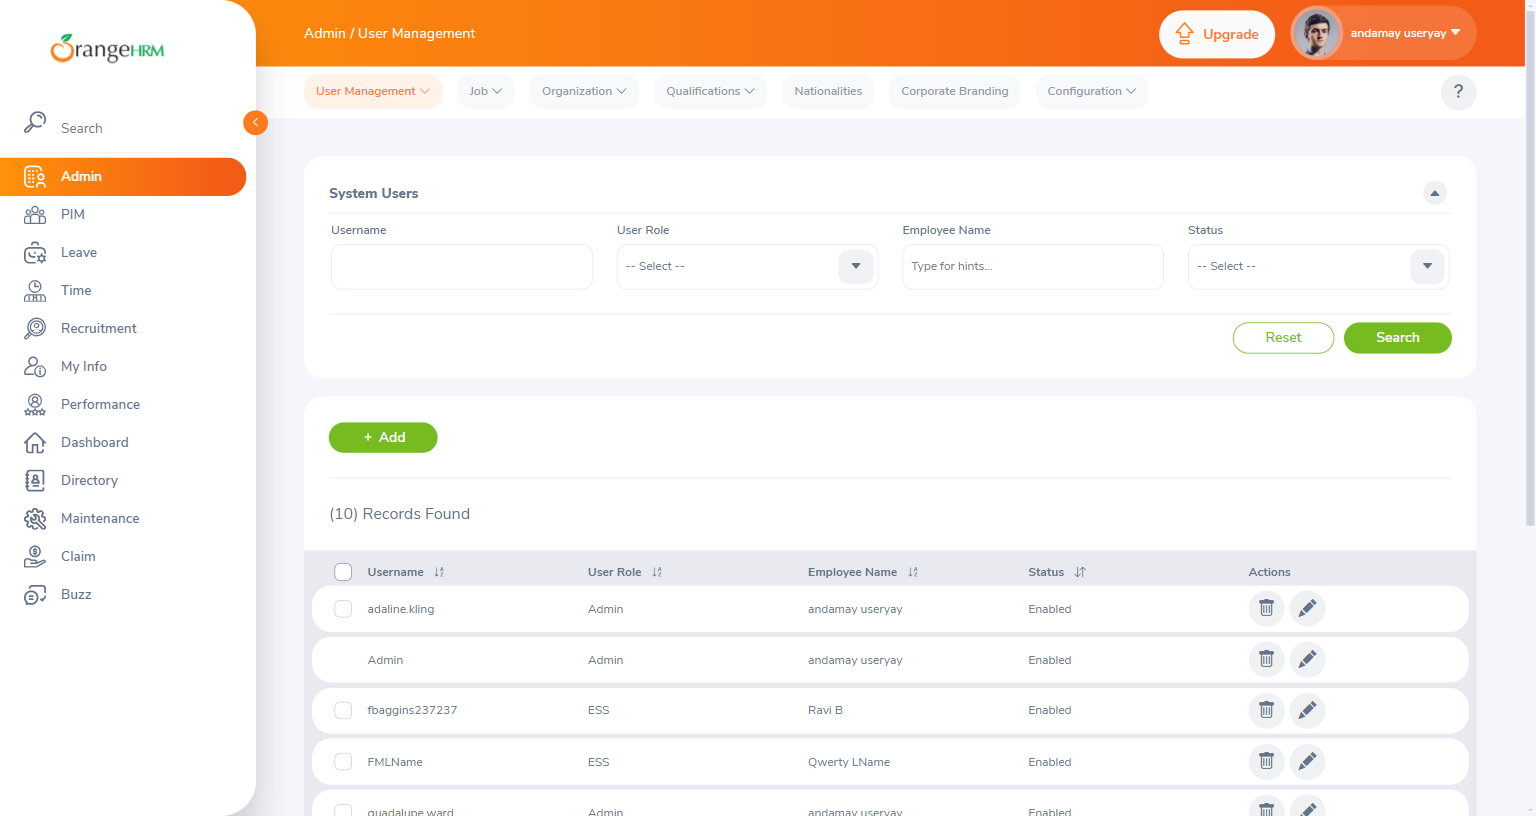 OrangeHRM
Admin / User Management
Upgrade
andamay useryay
User Management
Job
Organization
Qualifications
Nationalities
Corporate Branding
Configuration
?
Search
Admin
PIM
Leave
Time
Recruitment
My Info
Performance
Dashboard
Directory
Maintenance
Claim
Buzz
System Users
Username
User Role
Employee Name
Status
-- Select --
Type for hints...
-- Select --
Reset
Search
+ Add
(10) Records Found
Username User Role Employee Name Status Actions
adaline.kling Admin andamay useryay Enabled
Admin Admin andamay useryay Enabled
fbaggins237237 ESS Ravi B Enabled
FMLName ESS Qwerty LName Enabled
guadalupe.ward Admin andamay useryay Enabled